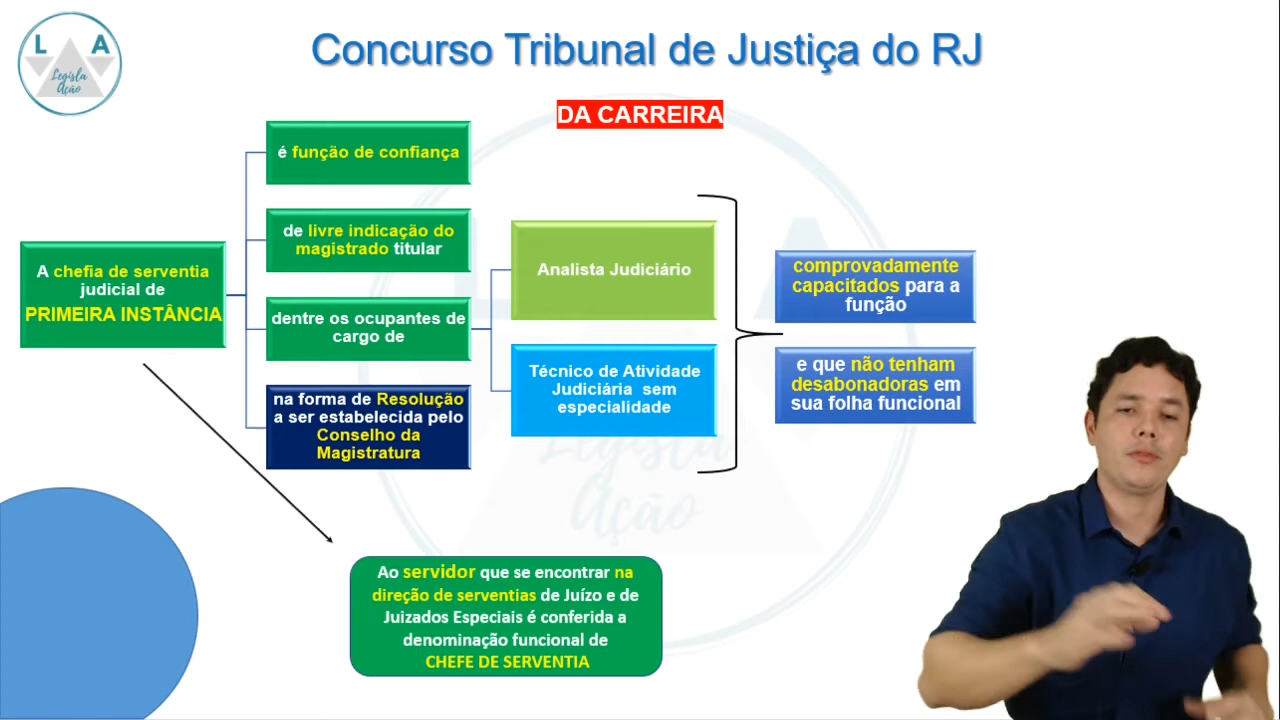 L A
Legisla
Ação
Concurso Tribunal de Justiça do RJ
DA CARREIRA
A chefia de serventia
judicial de
PRIMEIRA INSTÂNCIA
é função de confiança
de livre indicação do
magistrado titular
dentre os ocupantes de
cargo de
na forma de Resolução
a ser estabelecida pelo
Conselho da
Magistratura
Analista Judiciário
Técnico de Atividade
Judiciária sem
especialidade
comprovadamente
capacitados para a
função
e que não tenham
desabonadoras em
sua folha funcional
L A
Legisla
Ação
Ao servidor que se encontrar na
direção de serventias de Juízo e de
Juizados Especiais é conferida a
denominação funcional de
CHEFE DE SERVENTIA